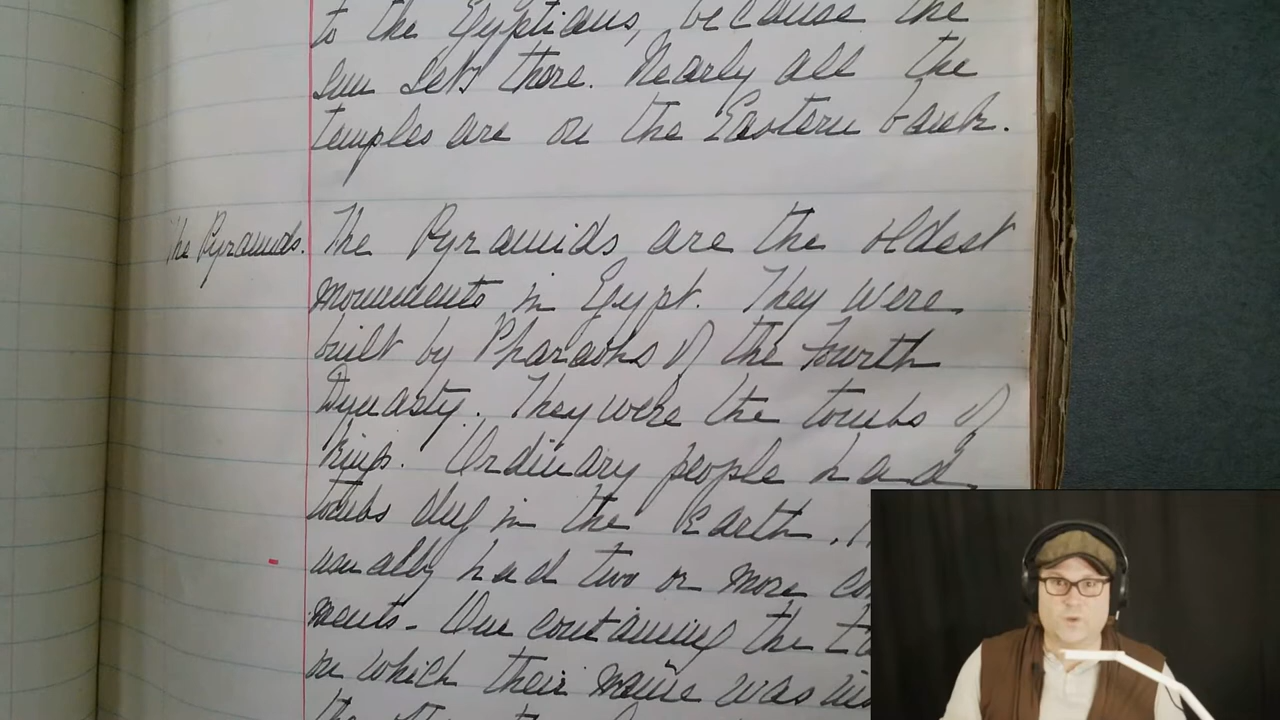 to the Egyptians, because the
sun sets there. Nearly all the
temples are on the Eastern bank.
The Pyramids.
The Pyramids are the oldest
monuments in Egypt. They were
built by Pharaohs of the Fourth
Dynasty. They were the tombs of
kings. Ordinary people had
tombs dug in the Earth.
usually had two or more
ments - One containing the
in which their
was
the